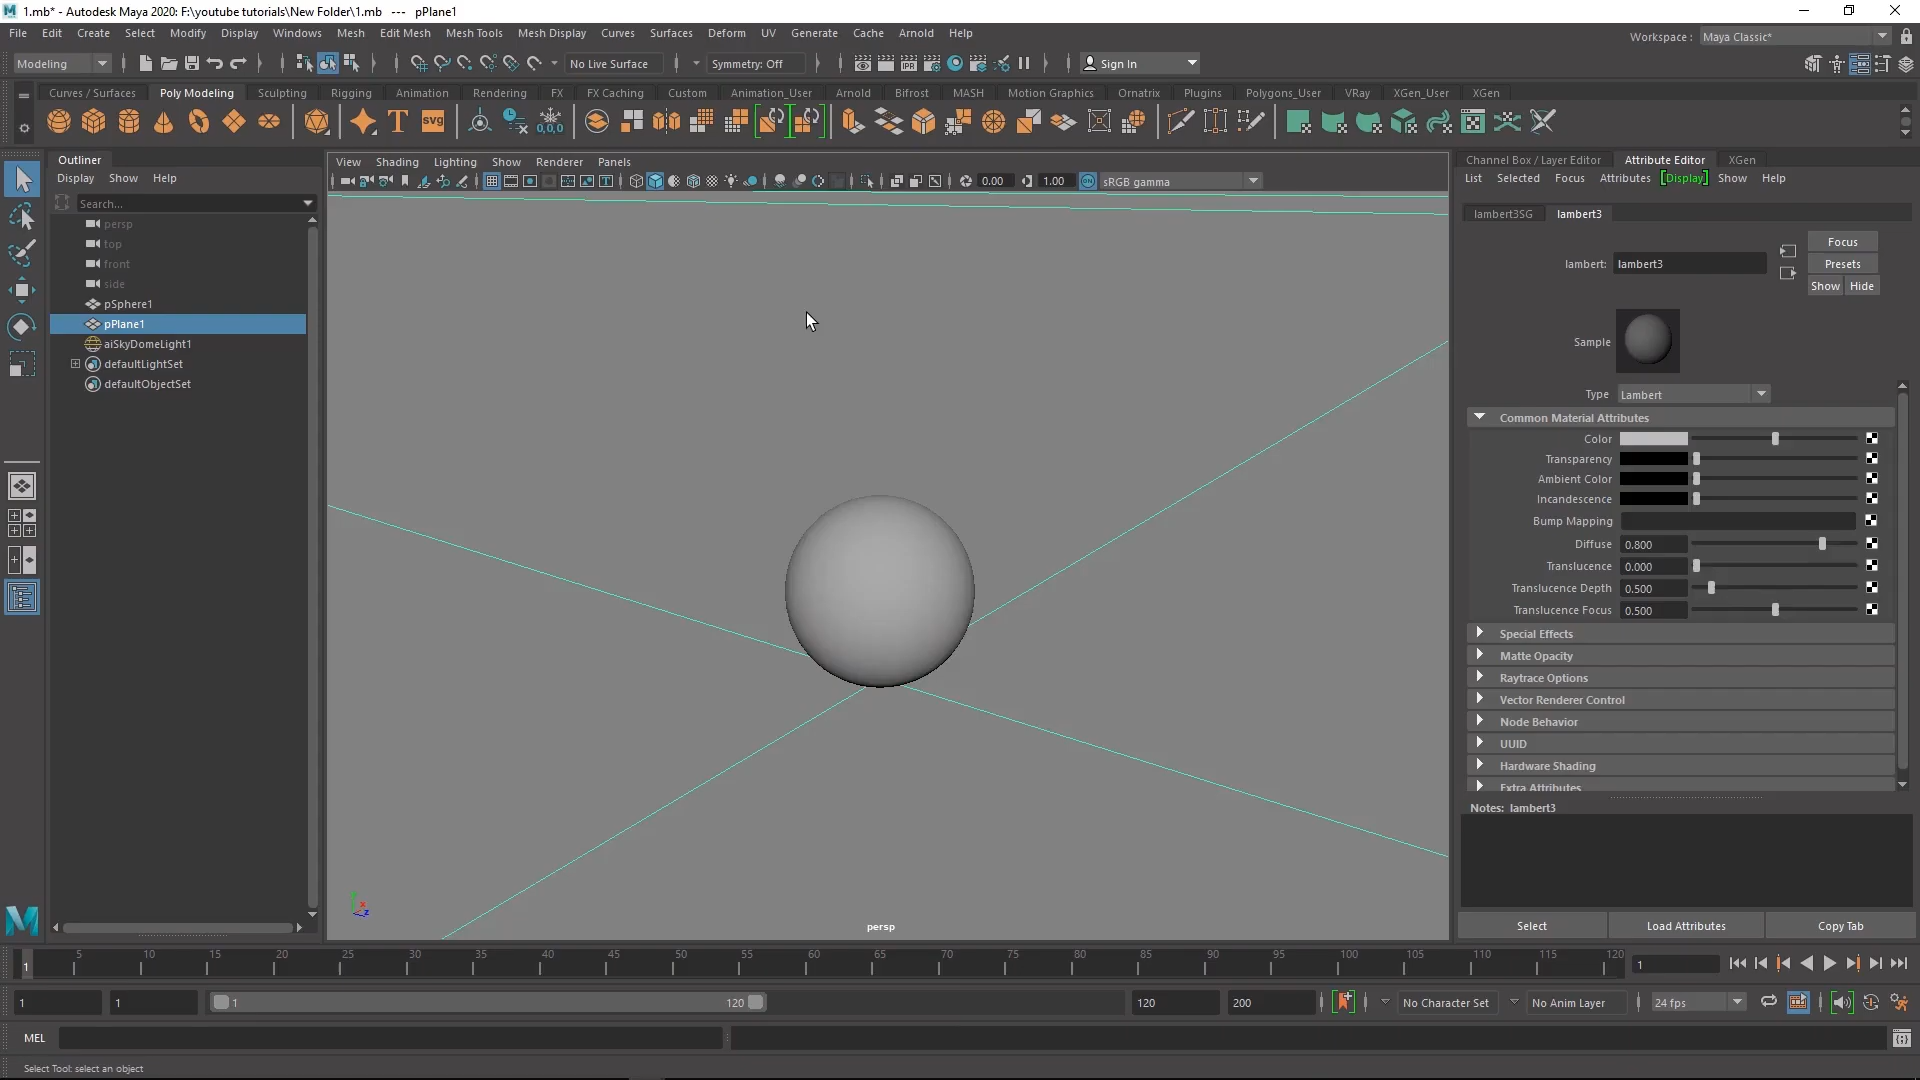 1.mb* - Autodesk Maya 2020: F:\youtube tutorials\New Folder\1.mb --- pPlane1
File Edit Create Select Modify Display Windows Mesh Edit Mesh Mesh Tools Mesh Display Curves Surfaces Deform UV Generate Cache Arnold Help
Workspace : Maya Classic*
Modeling No Live Surface Symmetry: Off Sign In
Curves / Surfaces Poly Modeling Sculpting Rigging Animation Rendering FX FX Caching Custom Animation_User Arnold Bifrost MASH Motion Graphics Ornatrix Plugins Polygons_User VRay XGen_User XGen
T SVG 0,0,0
Outliner
Display Show Help
Search...
persp
top
front
side
pSphere1
pPlane1
aiSkyDomeLight1
defaultLightSet
defaultObjectSet
View Shading Lighting Show Renderer Panels
0.00 1.00 ON sRGB gamma
persp
Channel Box / Layer Editor Attribute Editor XGen
List Selected Focus Attributes [Display] Show Help
lambert3SG lambert3
Focus
lambert: lambert3 Presets
Show Hide
Sample
Type Lambert
Common Material Attributes
Color
Transparency
Ambient Color
Incandescence
Bump Mapping
Diffuse 0.800
Translucence 0.000
Translucence Depth 0.500
Translucence Focus 0.500
Special Effects
Matte Opacity
Raytrace Options
Vector Renderer Control
Node Behavior
UUID
Hardware Shading
Extra Attributes
Notes: lambert3
Select Load Attributes Copy Tab
1 5 10 15 20 25 30 35 40 45 50 55 60 65 70 75 80 85 90 95 100 105 110 115 120 1
1 1 1 120 120 200 No Character Set No Anim Layer 24 fps
MEL
Select Tool: select an object